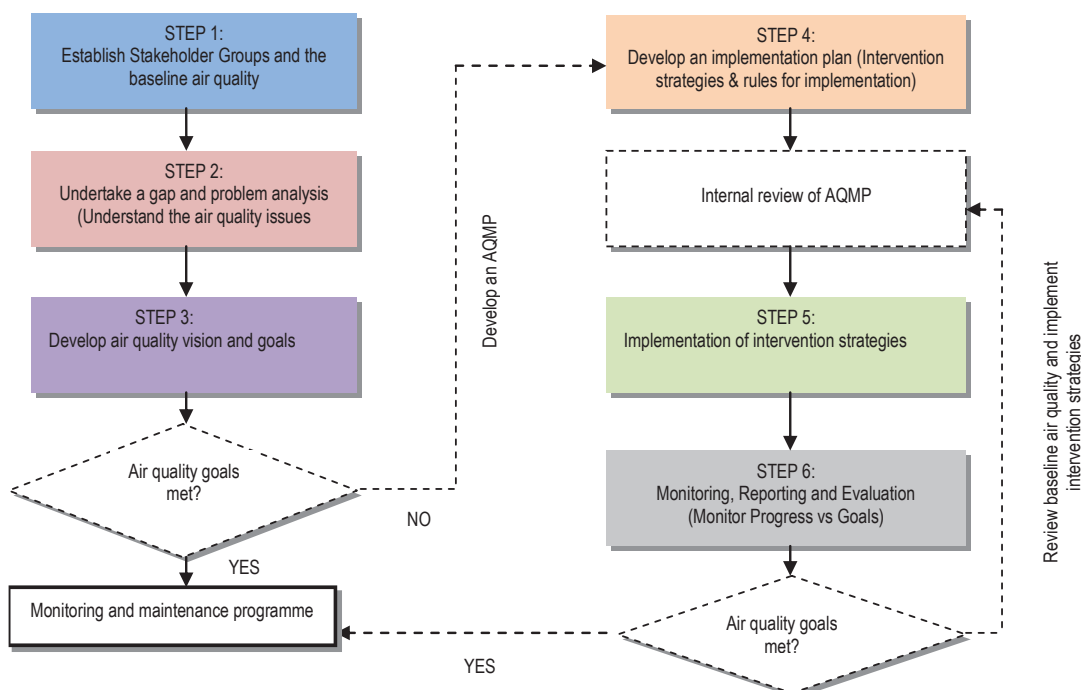 STEP 1:
Establish Stakeholder Groups and the
baseline air quality
STEP 2:
Undertake a gap and problem analysis
(Understand the air quality issues
STEP 3:
Develop air quality vision and goals
Air quality goals
met?
NO
YES
Monitoring and maintenance programme
Develop an AQMP
STEP 4:
Develop an implementation plan (Intervention
strategies & rules for implementation)
Internal review of AQMP
STEP 5:
Implementation of intervention strategies
STEP 6:
Monitoring, Reporting and Evaluation
(Monitor Progress vs Goals)
Air quality goals
met?
YES
Review baseline air quality and implement
intervention strategies